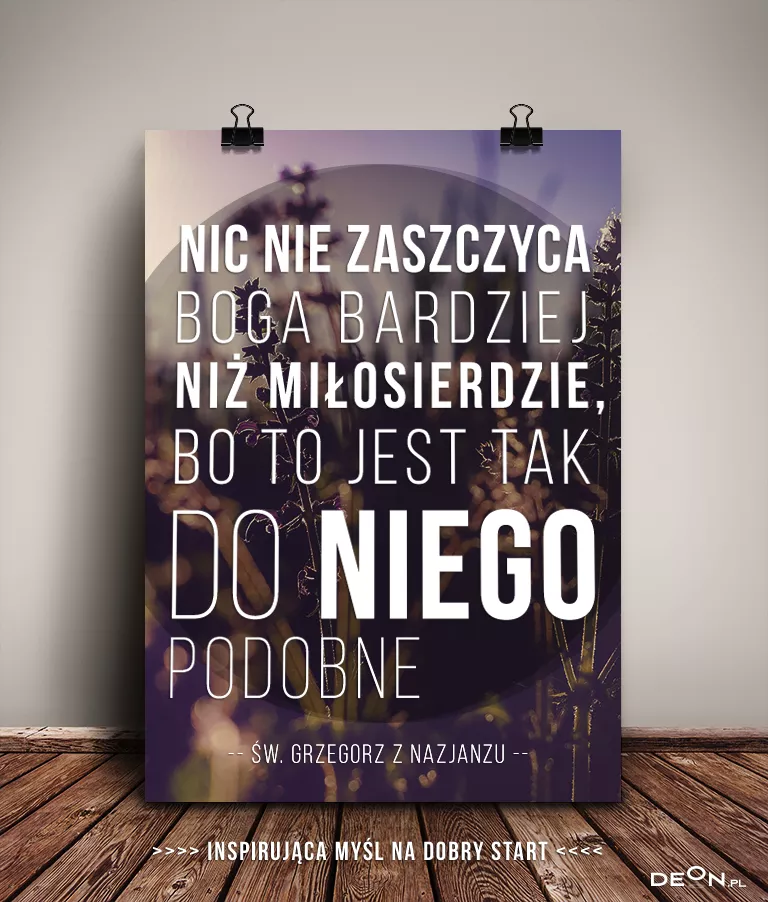 NIC NIE ZASZCZYCA
BOGA BARDZIEJ
NIŻ MIŁOSIERDZIE,
BO TO JEST TAK
DO NIEGO
PODOBNE
-- ŚW. GRZEGORZ Z NAZJANZU --
>>>> INSPIRUJĄCA MYŚL NA DOBRY START <<<<
DEON.PL